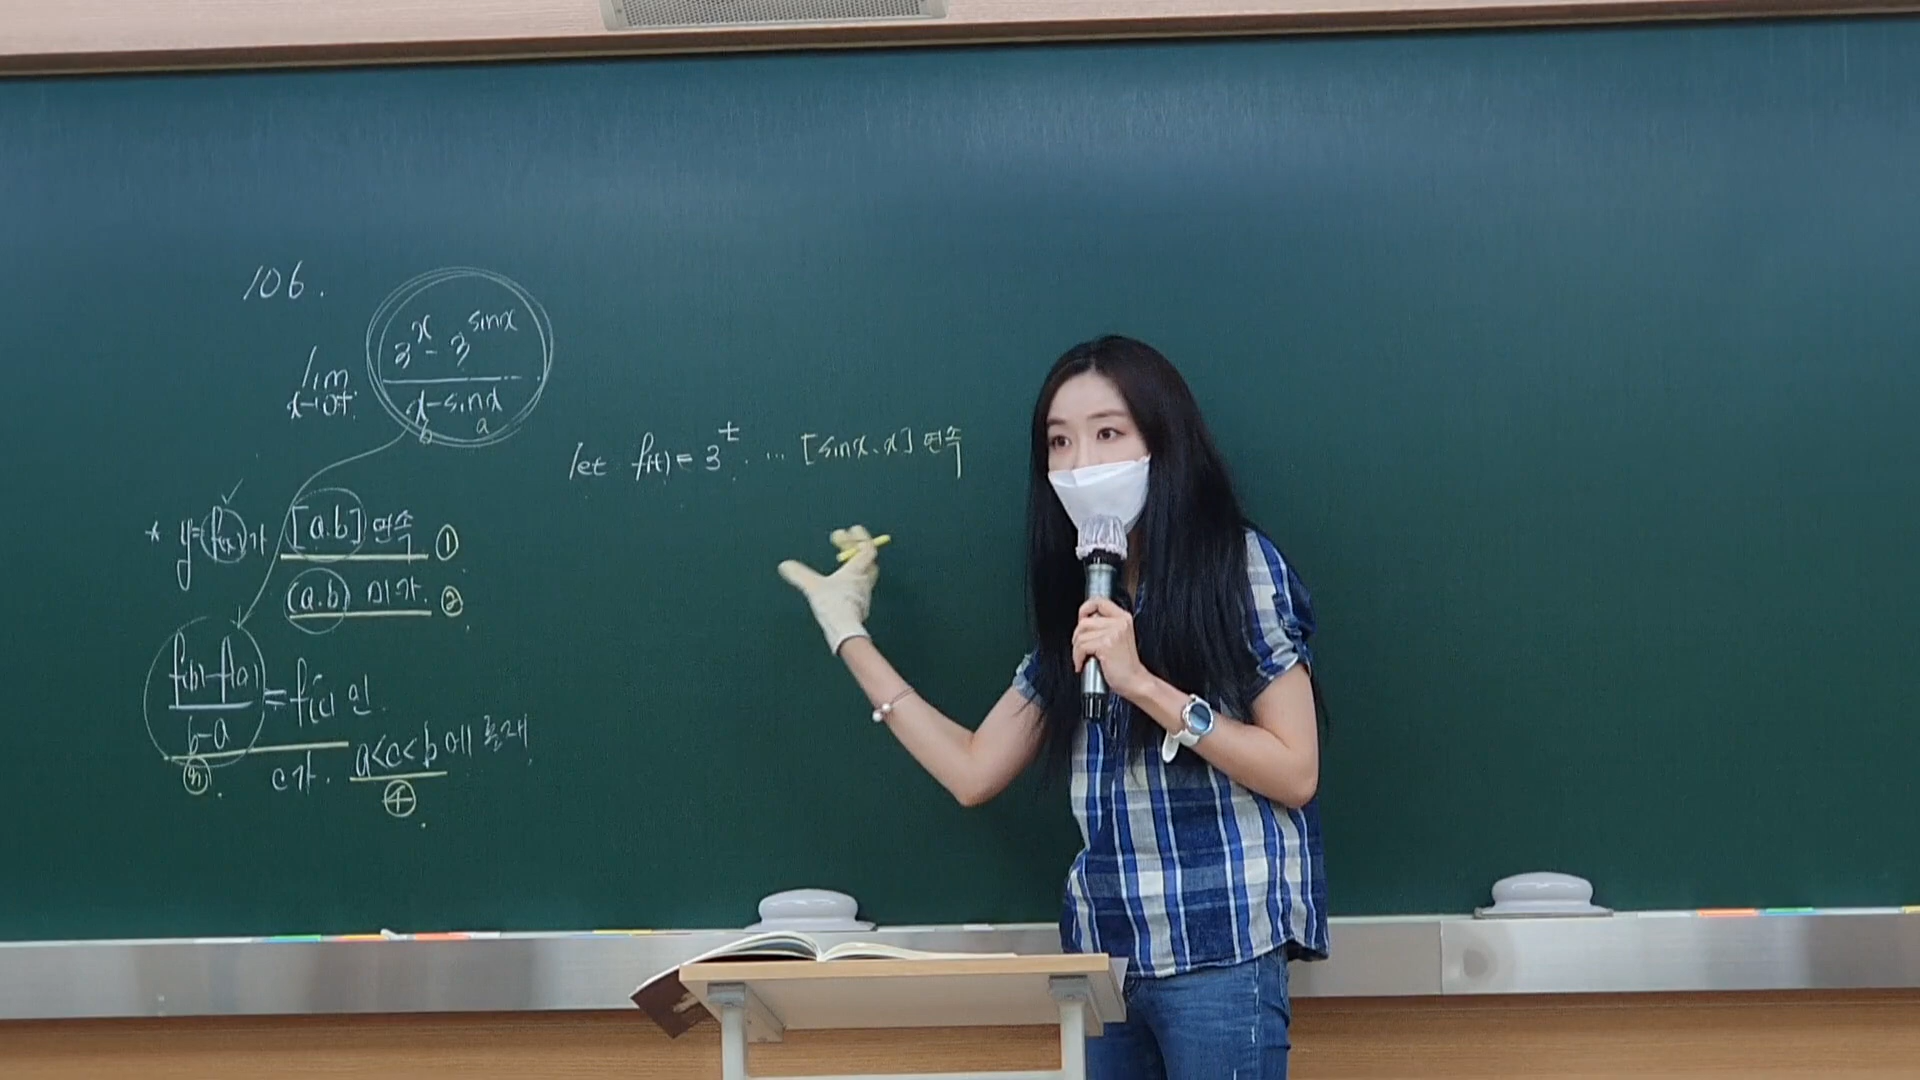 106.
lim x→0+ (3^x - 3^sinx) / (x - sinx)
b a
let f(t) = 3^t. ... [sinx, x] 연속
* y=f(x)가 [a.b] 연속 ①
(a.b) 미가. ②
(f(b)-f(a)) / (b-a) = f'(c) 인
③. c가. a<c<b에 존재.
④